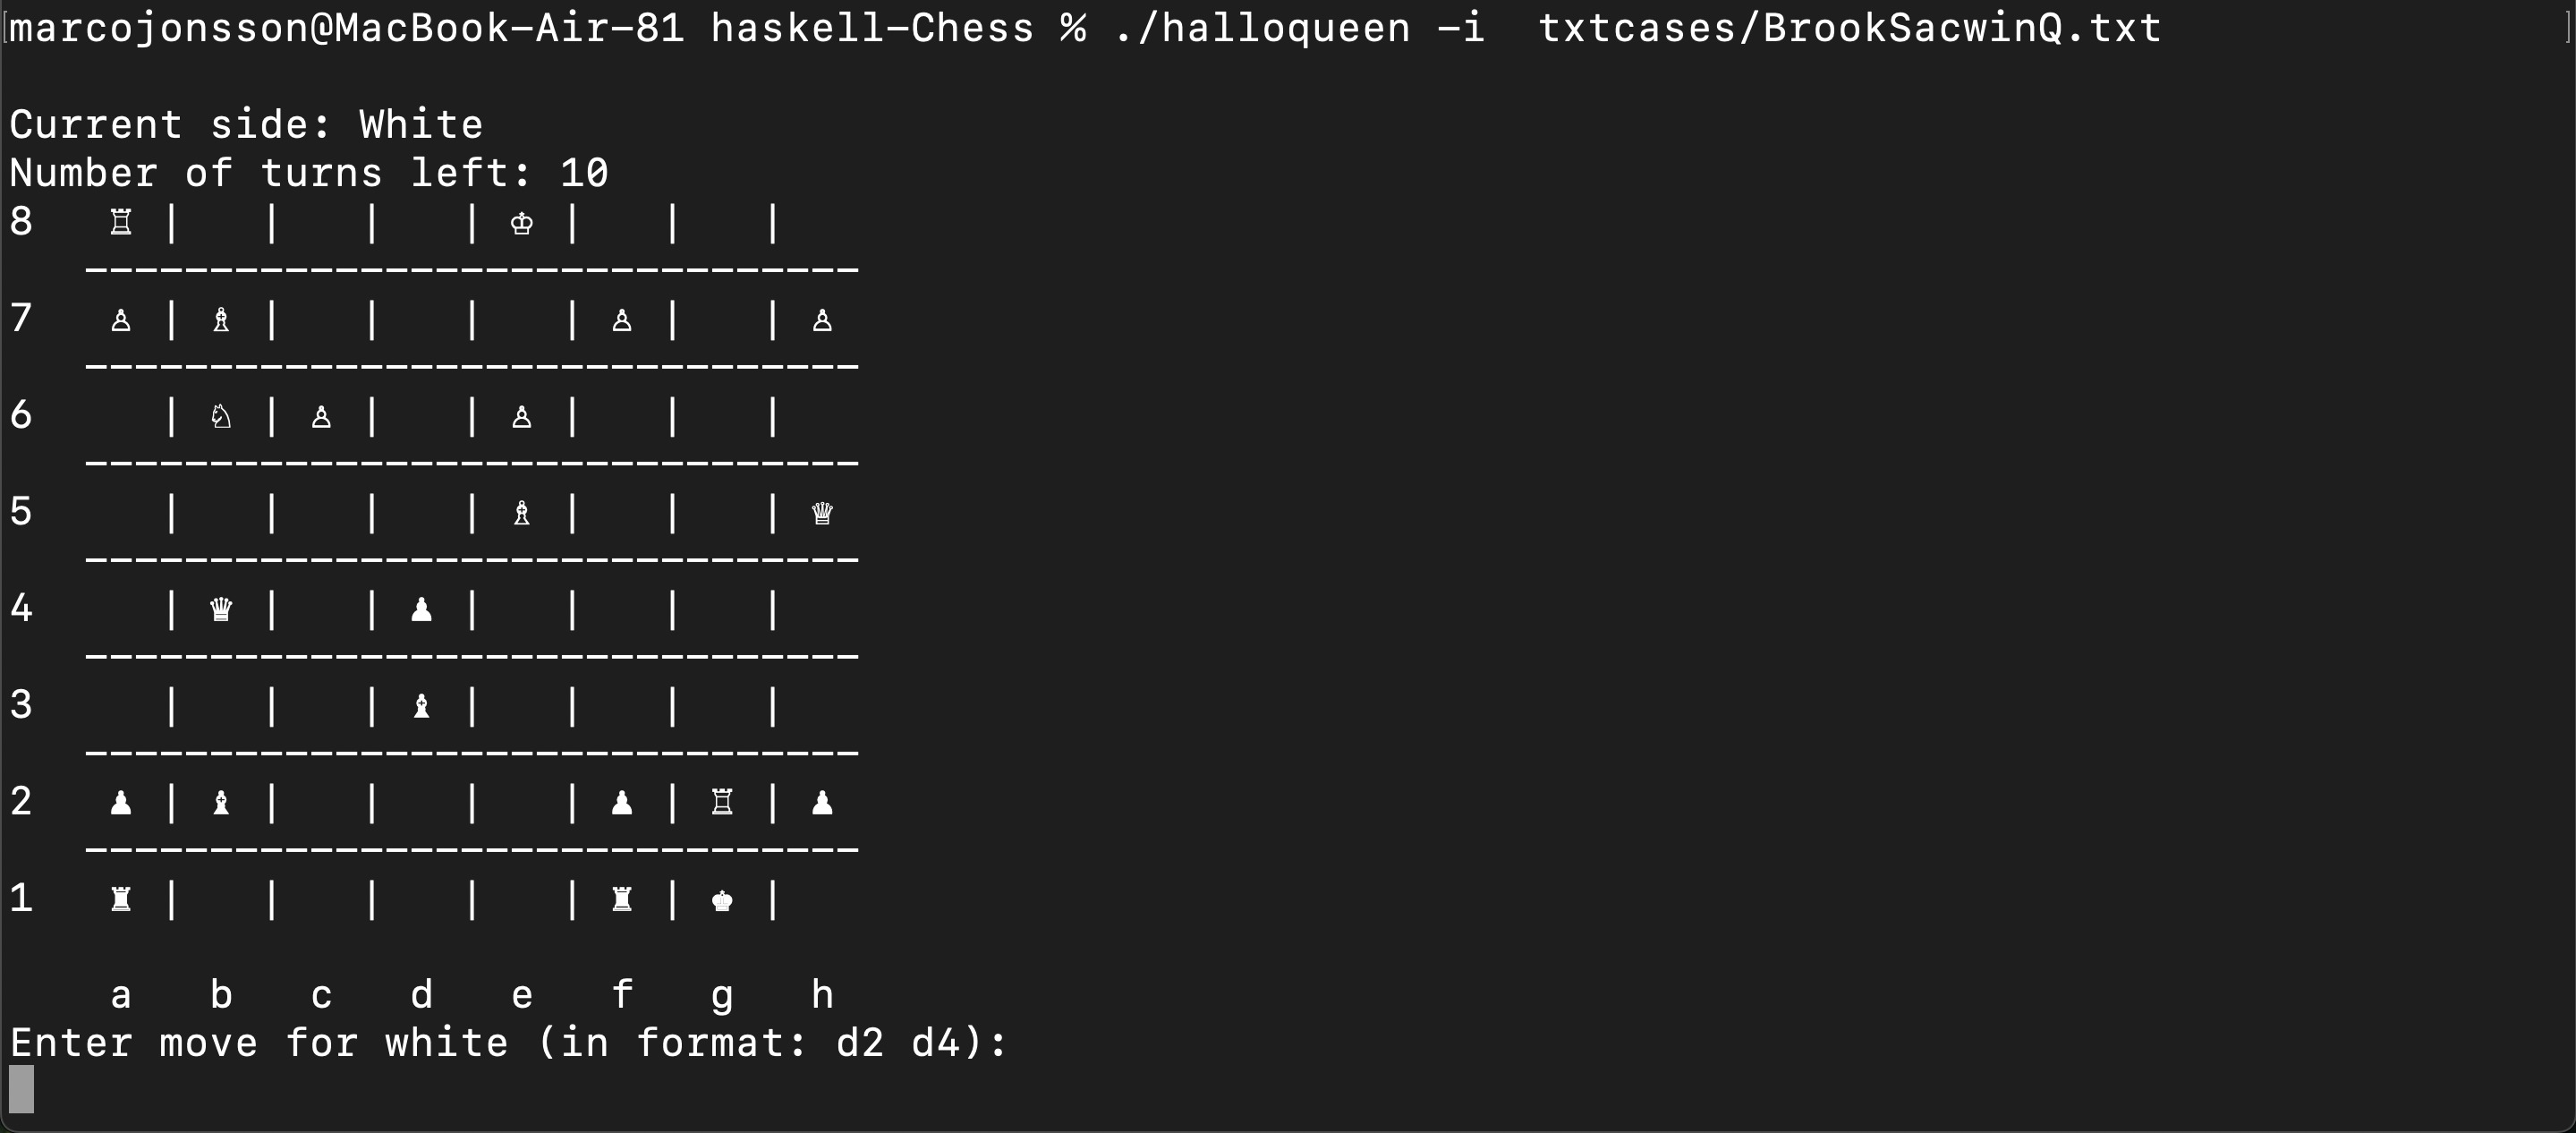 marcojonsson@MacBook-Air-81 haskell-Chess % ./halloqueen -i  txtcases/BrookSacwinQ.txt
Current side: White
Number of turns left: 10
8   ♖ |   |   |   | ♔ |   |   |
-------------------------------
7   ♙ | ♗ |   |   |   | ♙ |   | ♙
-------------------------------
6     | ♘ | ♙ |   | ♙ |   |   |
-------------------------------
5     |   |   |   | ♗ |   |   | ♕
-------------------------------
4     | ♛ |   | ♟ |   |   |   |
-------------------------------
3     |   |   | ♝ |   |   |   |
-------------------------------
2   ♟ | ♝ |   |   |   | ♟ | ♖ | ♟
-------------------------------
1   ♜ |   |   |   |   | ♜ | ♚ |
a   b   c   d   e   f   g   h
Enter move for white (in format: d2 d4):